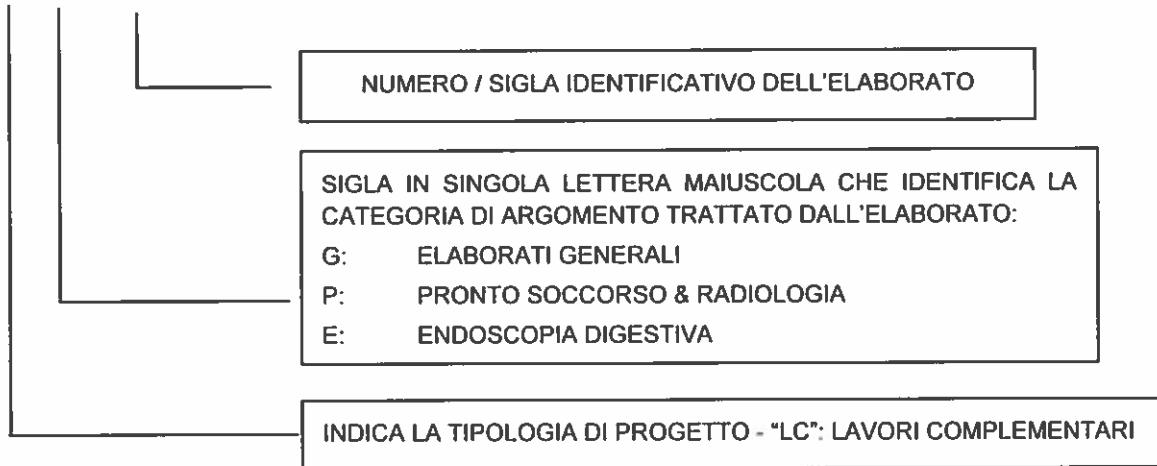 NUMERO / SIGLA IDENTIFICATIVO DELL'ELABORATO
SIGLA IN SINGOLA LETTERA MAIUSCOLA CHE IDENTIFICA LA
CATEGORIA DI ARGOMENTO TRATTATO DALL'ELABORATO:
G: ELABORATI GENERALI
P: PRONTO SOCCORSO & RADIOLOGIA
E: ENDOSCOPIA DIGESTIVA
INDICA LA TIPOLOGIA DI PROGETTO - "LC": LAVORI COMPLEMENTARI